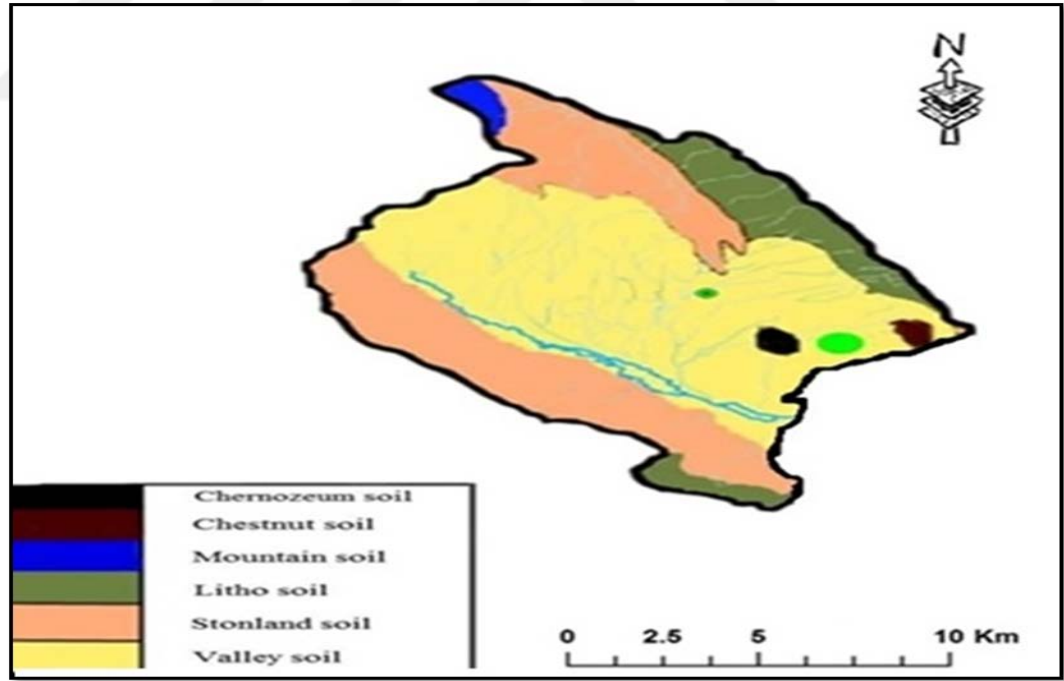 N
Chernozeum soil
Chestnut soil
Mountain soil
Litho soil
Stonland soil
Valley soil
0 2.5 5 10 Km